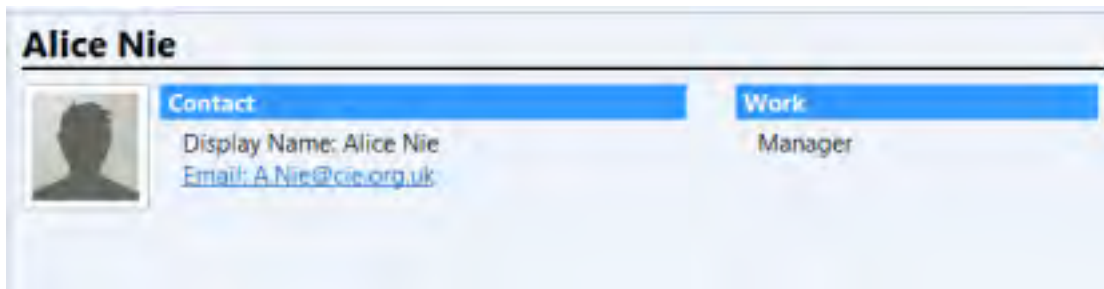 Alice Nie
Contact
Display Name: Alice Nie
Email: A.Nie@cie.org.uk
Work
Manager